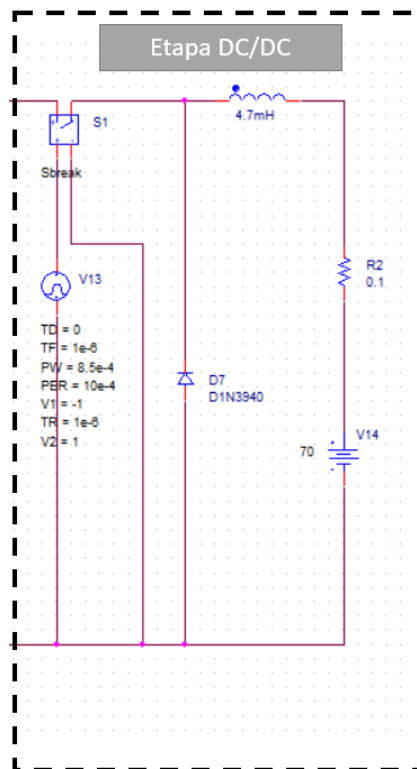 Etapa DC/DC
S1
4.7mH
Sbreak
V13
R2
0.1
TD = 0
TF = 1e-6
PW = 8.5e-4
PER = 10e-4
V1 = -1
TR = 1e-6
V2 = 1
D7
D1N3940
V14
70